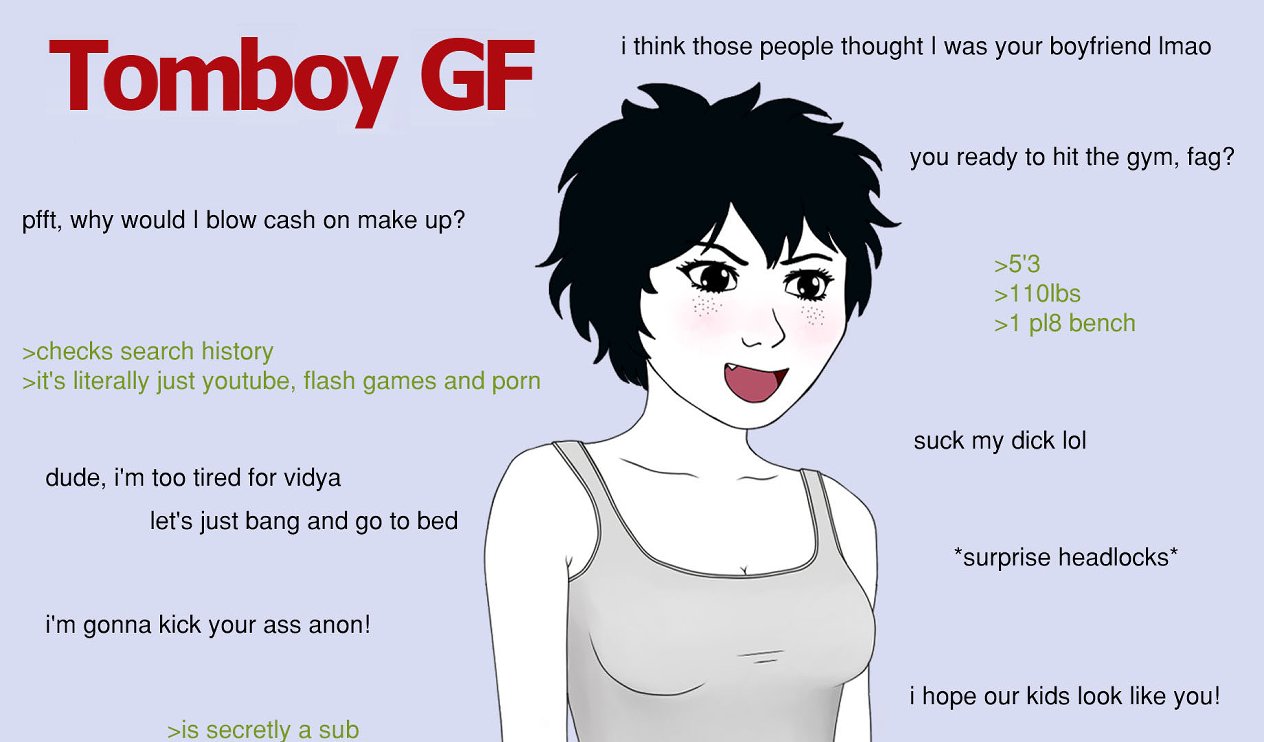 Tomboy GF
i think those people thought I was your boyfriend lmao
you ready to hit the gym, fag?
pfft, why would I blow cash on make up?
>5'3
>110lbs
>1 pl8 bench
>checks search history
>it's literally just youtube, flash games and porn
suck my dick lol
dude, i'm too tired for vidya
let's just bang and go to bed
*surprise headlocks*
i'm gonna kick your ass anon!
i hope our kids look like you!
>is secretly a sub